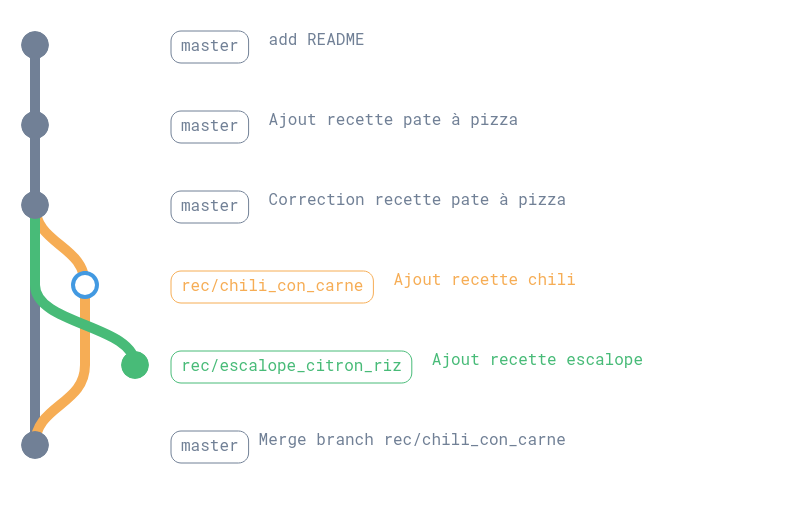 master add README
master Ajout recette pate à pizza
master Correction recette pate à pizza
rec/chili_con_carne Ajout recette chili
rec/escalope_citron_riz Ajout recette escalope
master Merge branch rec/chili_con_carne